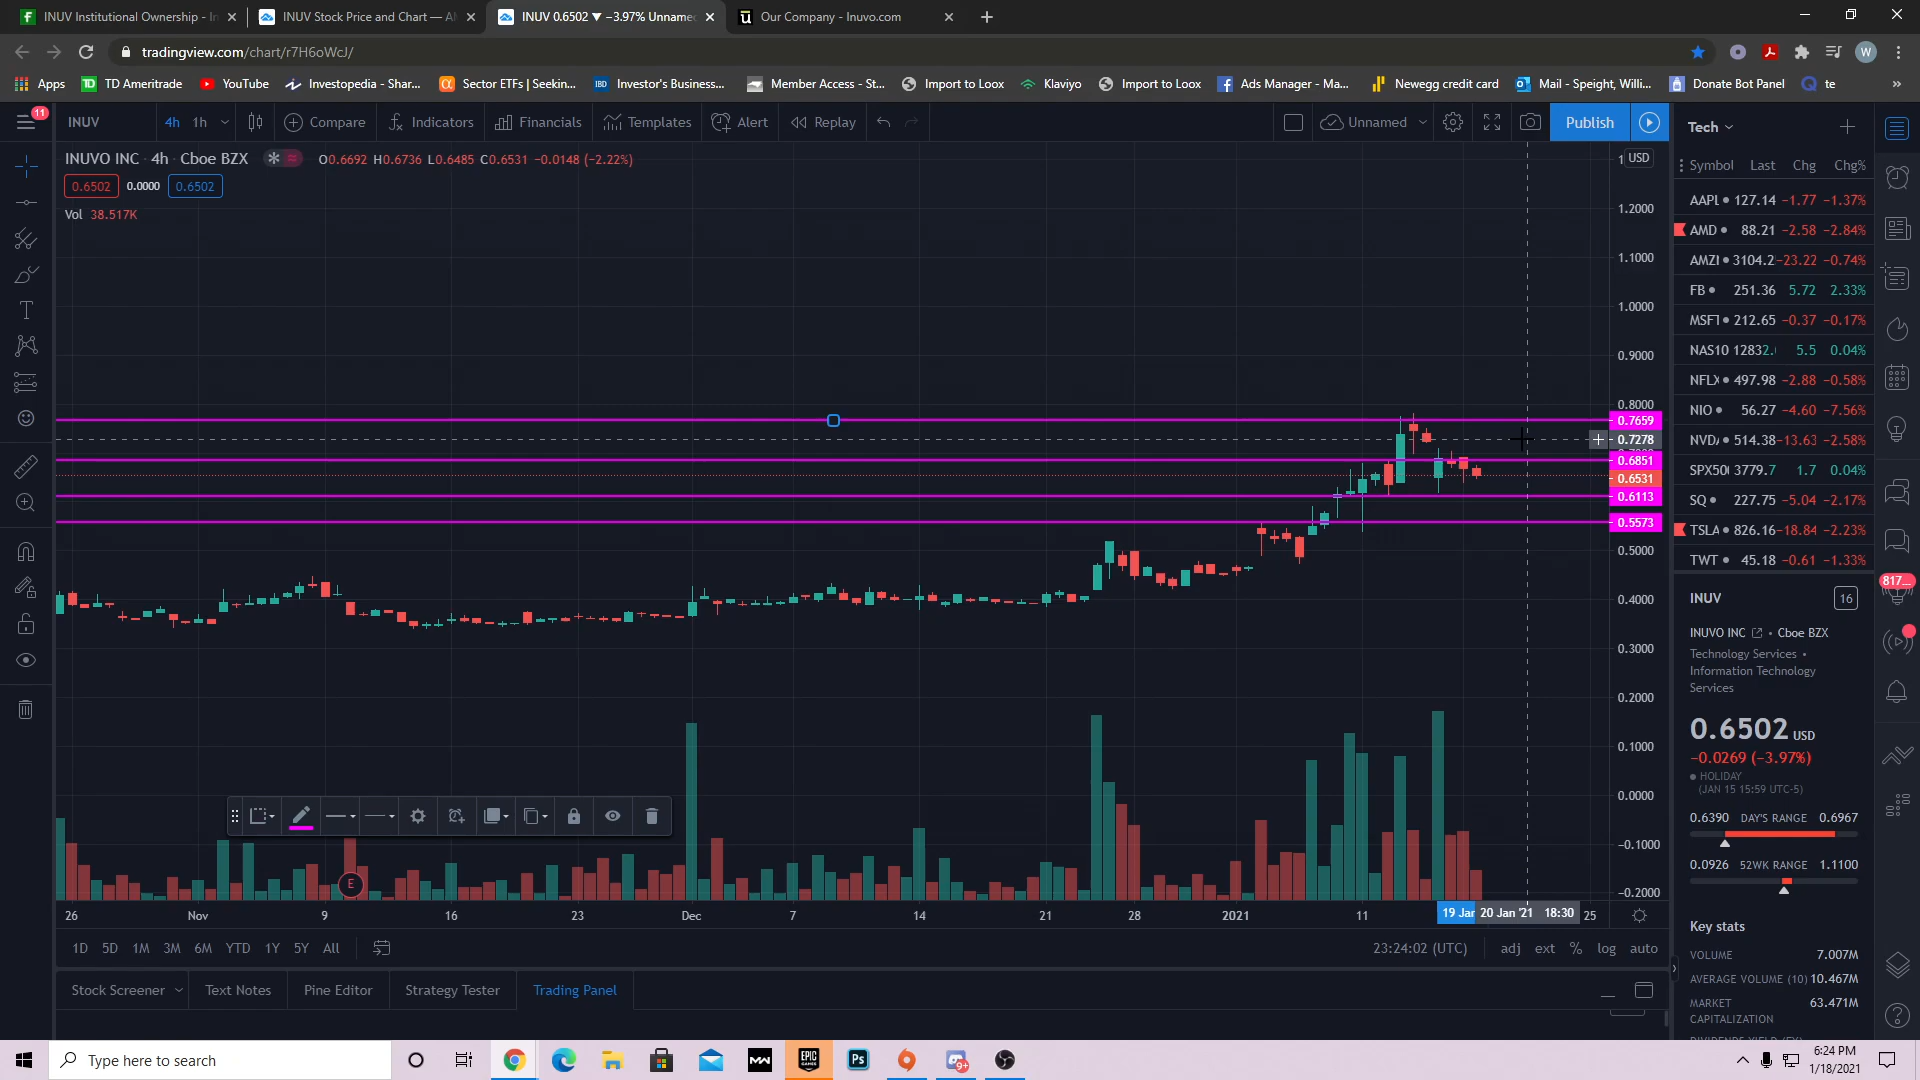 INUV Institutional Ownership - In
INUV Stock Price and Chart — AM
INUV 0.6502 ▼ −3.97% Unname
Our Company - Inuvo.com
tradingview.com/chart/r7H6oWcJ/
W
Apps
TD Ameritrade
YouTube
Investopedia - Shar...
Sector ETFs | Seekin...
Investor's Business...
Member Access - St...
Import to Loox
Klaviyo
Import to Loox
Ads Manager - Ma...
Newegg credit card
Mail - Speight, Willi...
Donate Bot Panel
te
»
11
INUV
4h
1h
Compare
Indicators
Financials
Templates
Alert
Replay
Unnamed
Publish
INUVO INC · 4h · Cboe BZX
O0.6692 H0.6736 L0.6485 C0.6531 −0.0148 (−2.22%)
0.6502
0.0000
0.6502
Vol 38.517K
USD
1.2000
1.1000
1.0000
0.9000
0.8000
0.7659
0.7278
0.6851
0.6531
0.6113
0.5573
0.5000
0.4000
0.3000
0.2000
0.1000
0.0000
−0.1000
−0.2000
E
26
Nov
9
16
23
Dec
7
14
21
28
2021
11
19 Jan
20 Jan '21 18:30
25
1D 5D 1M 3M 6M YTD 1Y 5Y All
23:24:02 (UTC)
adj ext % log auto
Stock Screener
Text Notes
Pine Editor
Strategy Tester
Trading Panel
Tech
Symbol Last Chg Chg%
AAPL 127.14 −1.77 −1.37%
AMD 88.21 −2.58 −2.84%
AMZI 3104.2 −23.22 −0.74%
FB 251.36 5.72 2.33%
MSFT 212.65 −0.37 −0.17%
NAS10 12832. 5.5 0.04%
NFLX 497.98 −2.88 −0.58%
NIO 56.27 −4.60 −7.56%
NVDA 514.38 −13.63 −2.58%
SPX500 3779.7 1.7 0.04%
SQ 227.75 −5.04 −2.17%
TSLA 826.16 −18.84 −2.23%
TWT 45.18 −0.61 −1.33%
INUV
16
INUVO INC • Cboe BZX
Technology Services •
Information Technology
Services
0.6502 USD
−0.0269 (−3.97%)
HOLIDAY
(JAN 15 15:59 UTC-5)
0.6390 DAY'S RANGE 0.6967
0.0926 52WK RANGE 1.1100
Key stats
VOLUME 7.007M
AVERAGE VOLUME (10) 10.467M
MARKET CAPITALIZATION 63.471M
817...
Type here to search
EPIC GAMES
Ps
9+
6:24 PM
1/18/2021